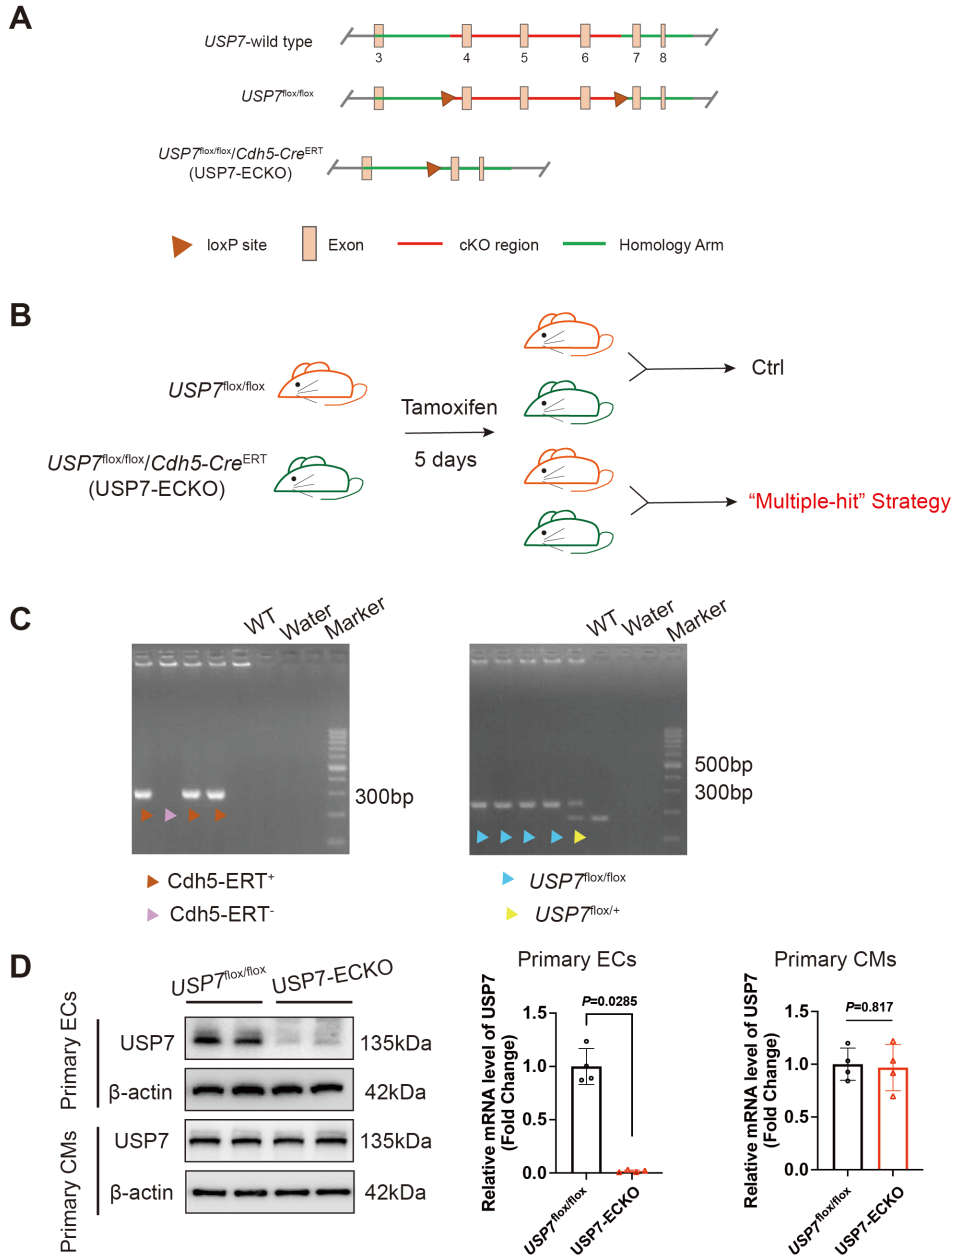 A
USP7-wild type
3
4
5
6
7
8
USP7flox/flox
USP7flox/flox/Cdh5-CreERT
(USP7-ECKO)
loxP site
Exon
cKO region
Homology Arm
B
USP7flox/flox
USP7flox/flox/Cdh5-CreERT
(USP7-ECKO)
Tamoxifen
5 days
Ctrl
“Multiple-hit” Strategy
C
WT
Water
Marker
300bp
Cdh5-ERT+
Cdh5-ERT-
WT
Water
Marker
500bp
300bp
USP7flox/flox
USP7flox/+
D
USP7flox/flox
USP7-ECKO
Primary ECs
USP7
135kDa
β-actin
42kDa
Primary CMs
USP7
135kDa
β-actin
42kDa
Primary ECs
Relative mRNA level of USP7
(Fold Change)
1.5
1.0
0.5
0.0
P=0.0285
USP7flox/flox
USP7-ECKO
Primary CMs
Relative mRNA level of USP7
(Fold Change)
1.5
1.0
0.5
0.0
P=0.817
USP7flox/flox
USP7-ECKO